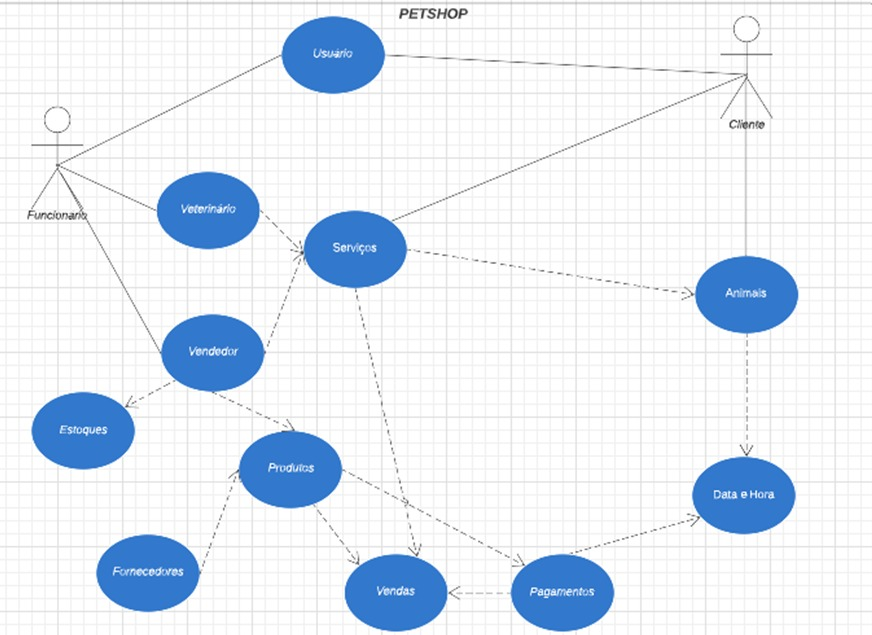 PETSHOP
Usuário
Cliente
Funcionario
Veterinário
Serviços
Animais
Vendedor
Estoques
Produtos
Data e Hora
Fornecedores
Vendas
Pagamentos